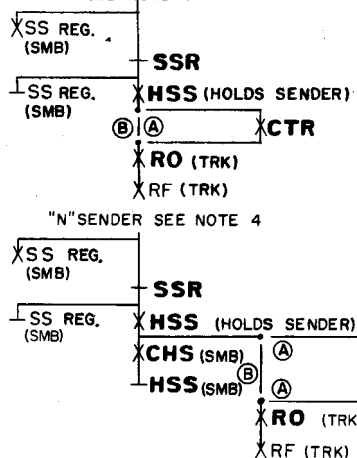 SS REG.
(SMB)
SSR
SS REG.
(SMB)
HSS (HOLDS SENDER)
B A
CTR
RO (TRK)
RF (TRK)
"N" SENDER SEE NOTE 4
SS REG.
(SMB)
SSR
SS REG.
(SMB)
HSS (HOLDS SENDER)
A
CHS (SMB)
B
HSS (SMB)
A
RO (TRK
RF (TRK)